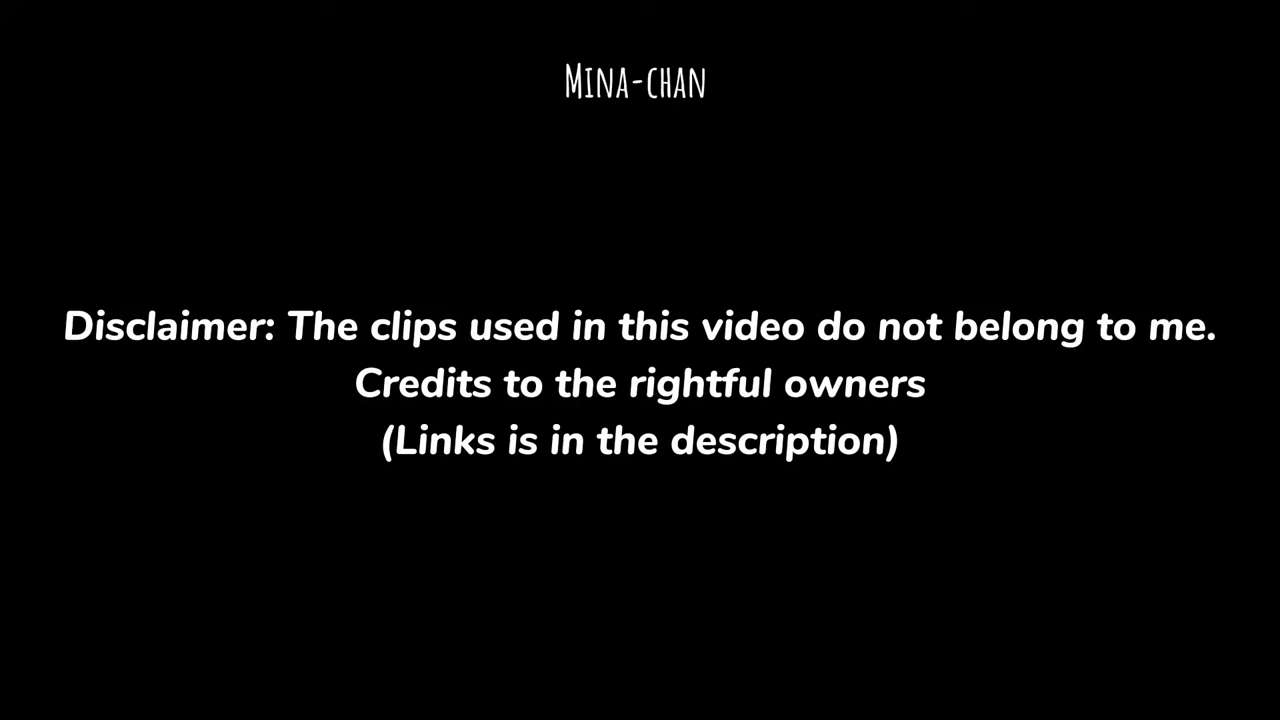 Mina-chan
Disclaimer: The clips used in this video do not belong to me.
Credits to the rightful owners
(Links is in the description)